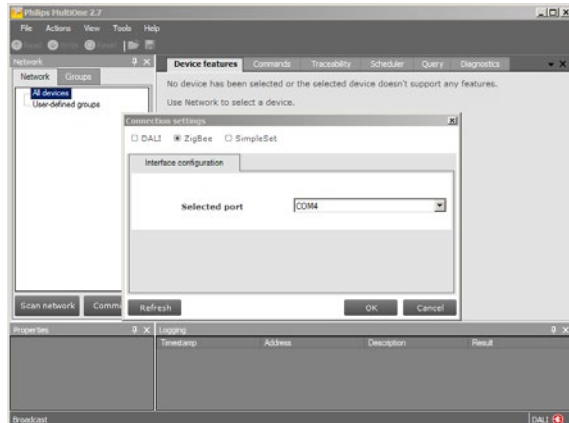 Philips MultiOne 2.7
File Actions View Tools Help
Network
Network Groups
All devices
User-defined groups
Device features Commands Traceability Scheduler Query Diagnostics
No device has been selected or the selected device doesn't support any features.
Use Network to select a device.
Connection settings
DALI ZigBee SimpleSet
Interface configuration
Selected port COM4
Refresh OK Cancel
Scan network
Properties
Logging
Timestamp Address Description Result
Broadcast
DALI